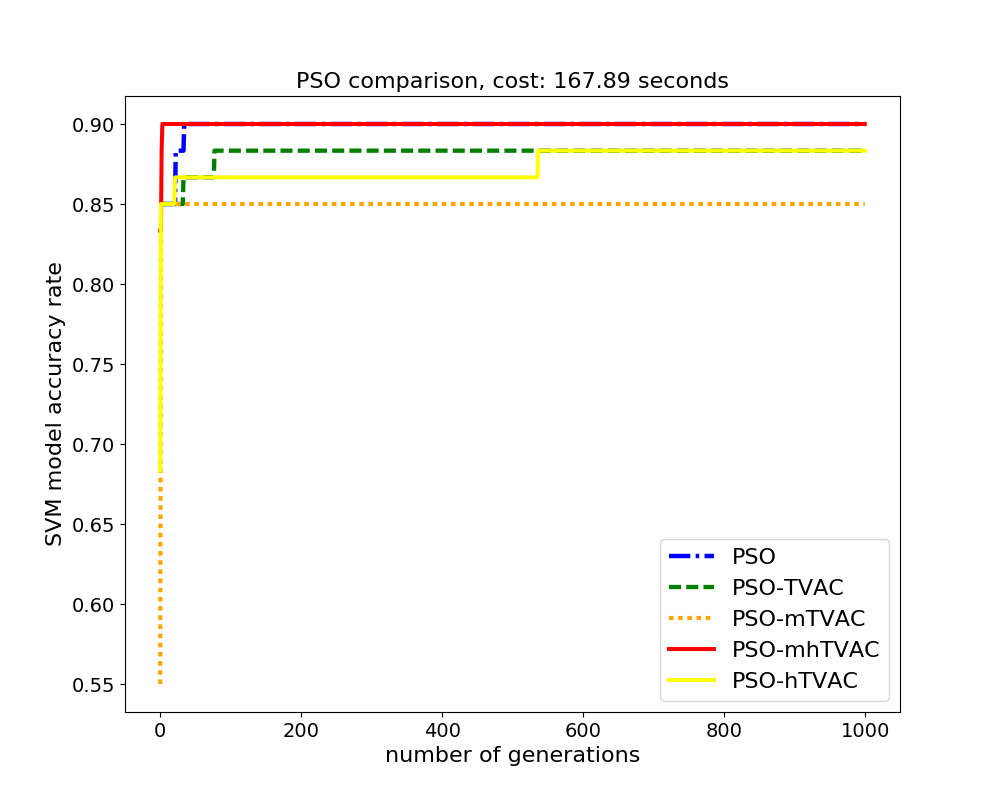 PSO comparison, cost: 167.89 seconds
0.90
0.85
0.80
0.75
0.70
0.65
0.60
0.55
SVM model accuracy rate
0 200 400 600 800 1000
number of generations
PSO
PSO-TVAC
PSO-mTVAC
PSO-mhTVAC
PSO-hTVAC